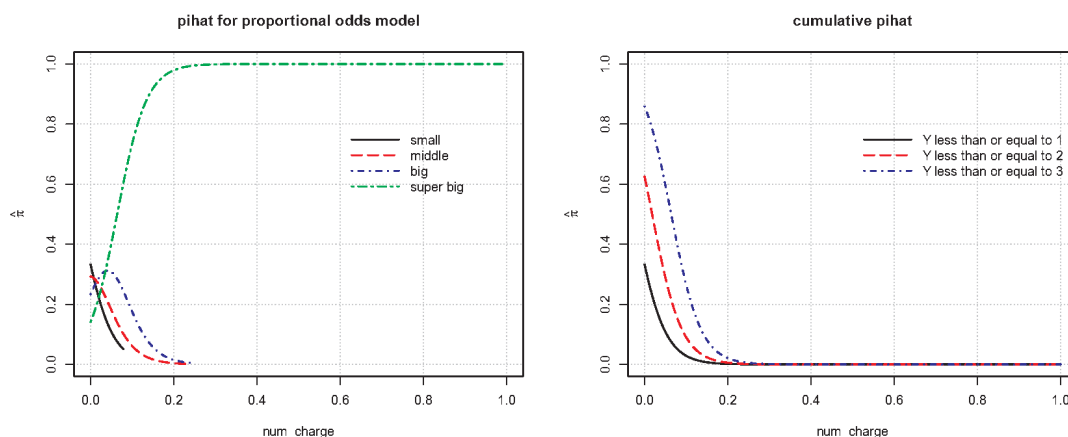 pihat for proportional odds model
1.0
0.8
0.6
0.4
0.2
0.0
π̂
small
middle
big
super big
0.0 0.2 0.4 0.6 0.8 1.0
num_charge
cumulative pihat
1.0
0.8
0.6
0.4
0.2
0.0
π̂
Y less than or equal to 1
Y less than or equal to 2
Y less than or equal to 3
0.0 0.2 0.4 0.6 0.8 1.0
num_charge